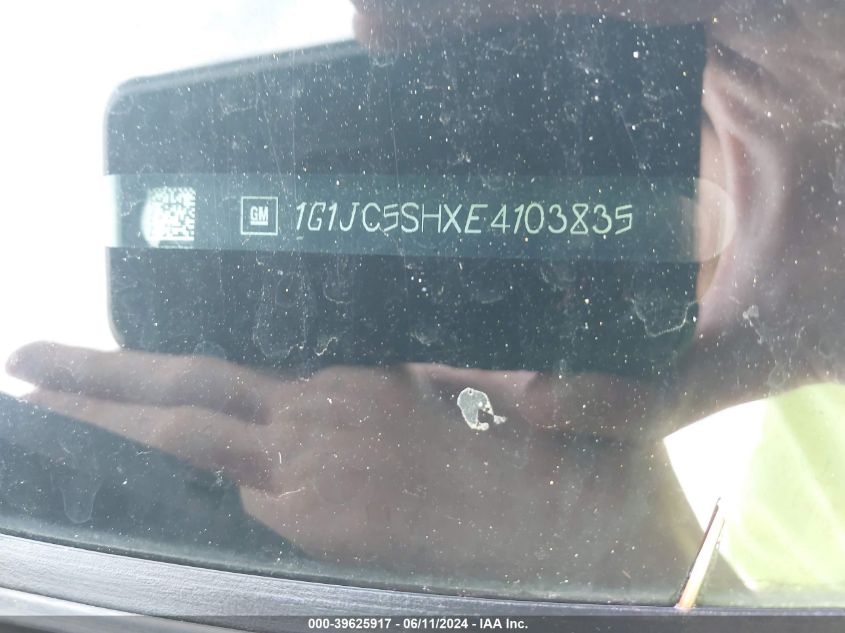 GM 1G1JC5SHXE4103835
000-39625917 - 06/11/2024 - IAA Inc.